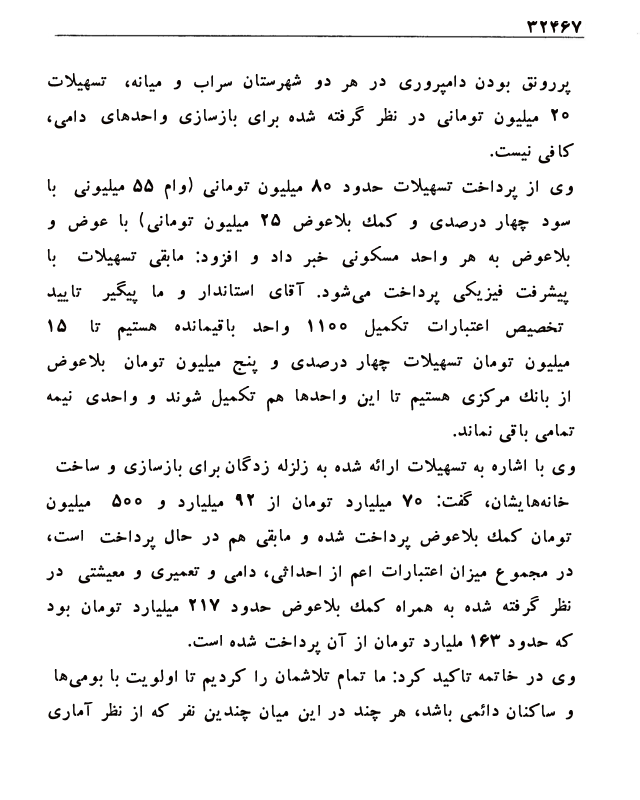 ۳۲۴۶۷
پررونق بودن دامپروری در هر دو شهرستان سراب و میانه، تسهیلات
۲۰ میلیون تومانی در نظر گرفته شده برای بازسازی واحدهای دامی،
کافی نیست.
وی از پرداخت تسهیلات حدود ۸۰ میلیون تومانی (وام ۵۵ میلیونی با
سود چهار درصدی و کمك بلاعوض ۲۵ میلیون تومانی) با عوض و
بلاعوض به هر واحد مسکونی خبر داد و افزود: مابقی تسهیلات با
پیشرفت فیزیکی پرداخت می‌شود. آقای استاندار و ما پیگیر تایید
تخصیص اعتبارات تکمیل ۱۱۰۰ واحد باقیمانده هستیم تا ۱۵
میلیون تومان تسهیلات چهار درصدی و پنج میلیون تومان بلاعوض
از بانك مرکزی هستیم تا این واحدها هم تکمیل شوند و واحدی نیمه
تمامی باقی نماند.
وی با اشاره به تسهیلات ارائه شده به زلزله زدگان برای بازسازی و ساخت
خانه‌هایشان، گفت: ۷۰ میلیارد تومان از ۹۲ میلیارد و ۵۰۰ میلیون
تومان کمك بلاعوض پرداخت شده و مابقی هم در حال پرداخت است،
در مجموع میزان اعتبارات اعم از احداثی، دامی و تعمیری و معیشتی در
نظر گرفته شده به همراه کمك بلاعوض حدود ۲۱۷ میلیارد تومان بود
که حدود ۱۶۳ ملیارد تومان از آن پرداخت شده است.
وی در خاتمه تاکید کرد: ما تمام تلاشمان را کردیم تا اولویت با بومی‌ها
و ساکنان دائمی باشد، هر چند در این میان چندین نفر که از نظر آماری